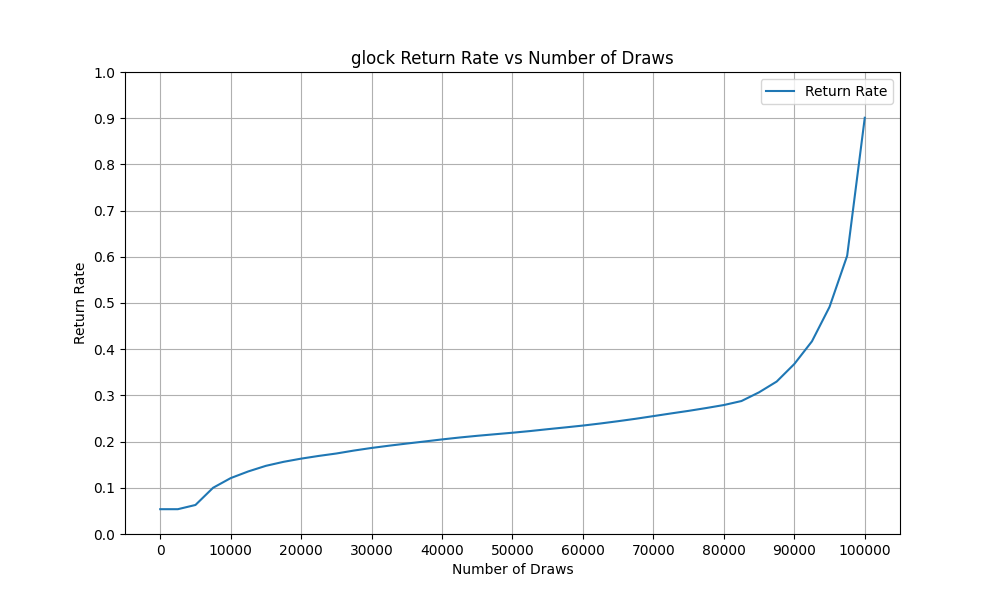 glock Return Rate vs Number of Draws
Return Rate
Return Rate
1.0
0.9
0.8
0.7
0.6
0.5
0.4
0.3
0.2
0.1
0.0
0 10000 20000 30000 40000 50000 60000 70000 80000 90000 100000
Number of Draws